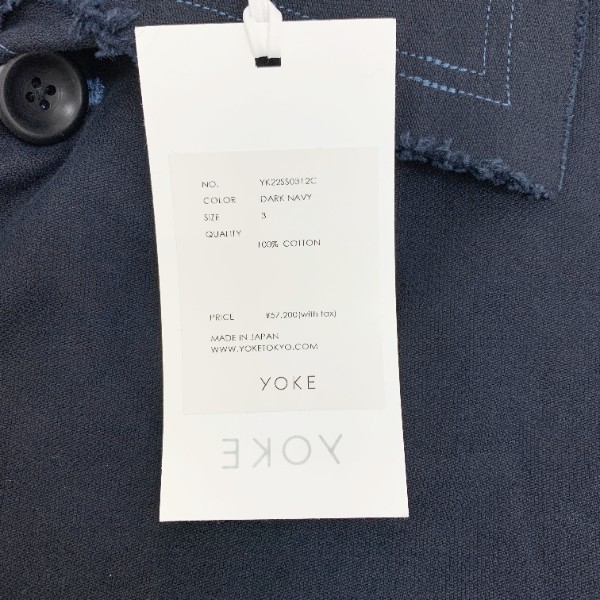 NO. YK22SS0312C
COLOR DARK NAVY
SIZE 3
QUALITY
100% COTTON
PRICE ¥57,200(with tax)
MADE IN JAPAN
WWW.YOKETOKYO.COM
YOKE
YOKE